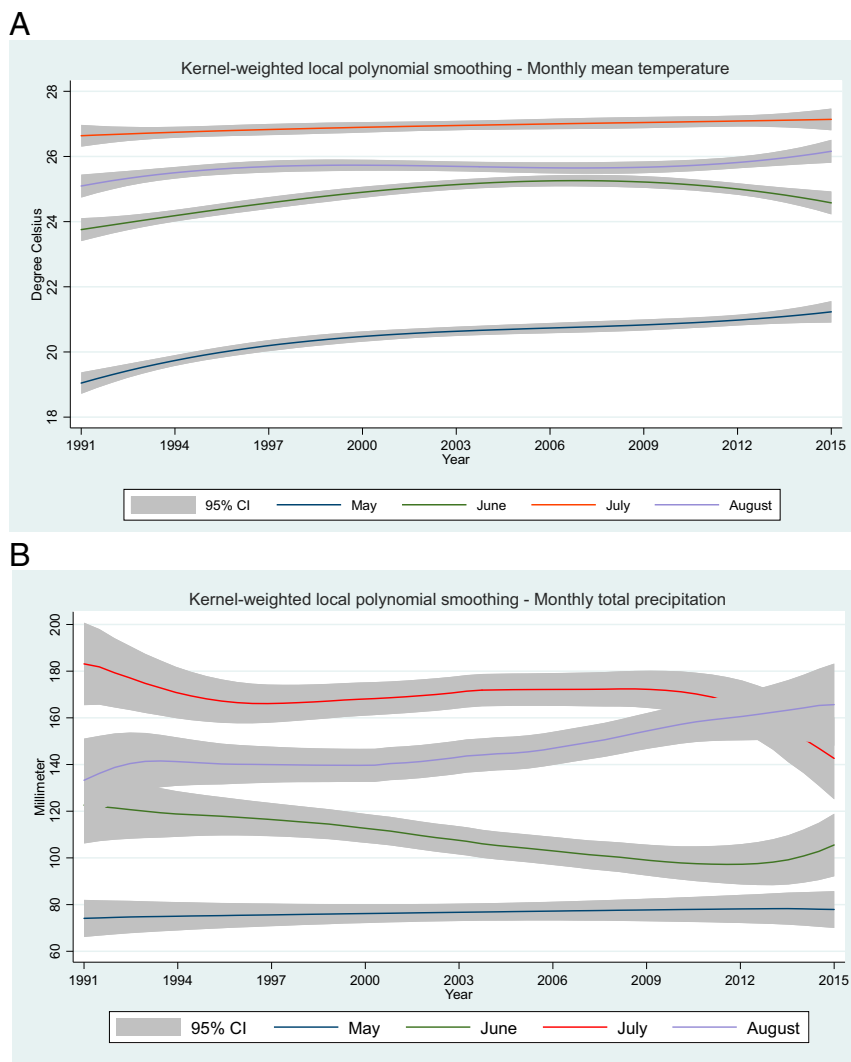 A
Kernel-weighted local polynomial smoothing - Monthly mean temperature
Degree Celsius
28
26
24
22
20
18
1991 1994 1997 2000 2003 2006 2009 2012 2015
Year
95% CI May June July August
B
Kernel-weighted local polynomial smoothing - Monthly total precipitation
Millimeter
200
180
160
140
120
100
80
60
1991 1994 1997 2000 2003 2006 2009 2012 2015
Year
95% CI May June July August